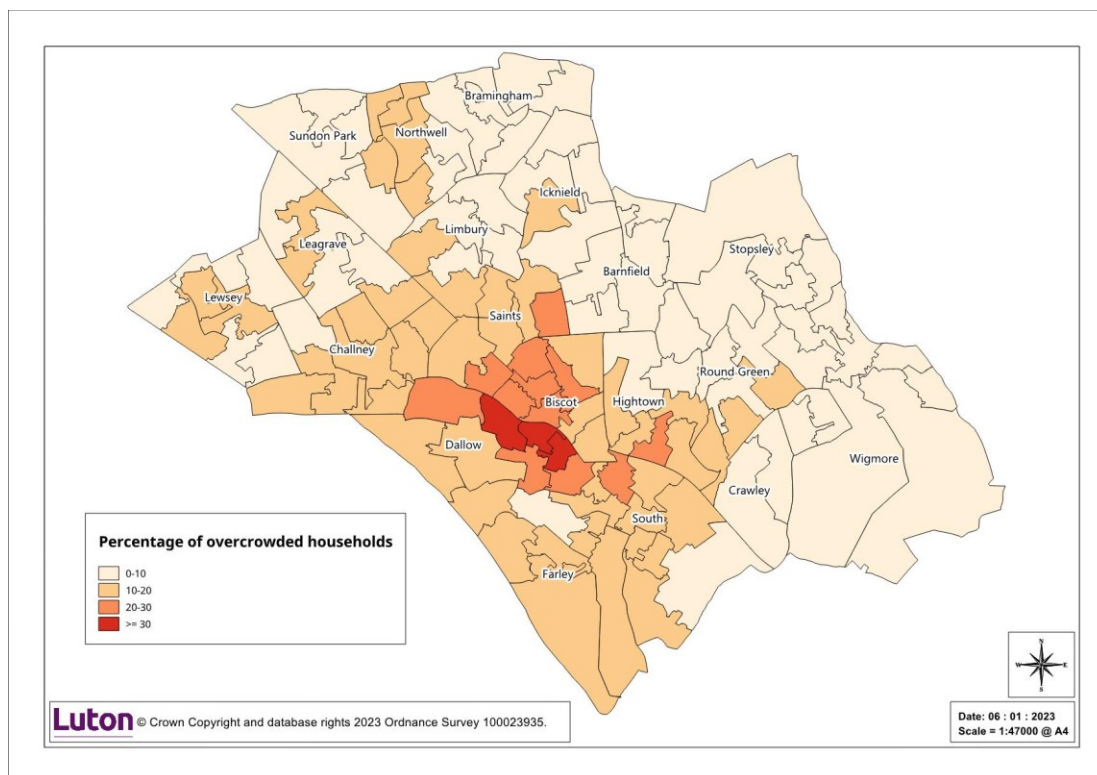 Bramingham
Sundon Park
Northwell
Icknield
Limbury
Leagrave
Stopsley
Barnfield
Lewsey
Saints
Challney
Round Green
Biscot
Hightown
Dallow
Wigmore
Crawley
South
Farley
Percentage of overcrowded households
0-10
10-20
20-30
>= 30
N
W E
S
Luton © Crown Copyright and database rights 2023 Ordnance Survey 100023935.
Date: 06 : 01 : 2023
Scale = 1:47000 @ A4